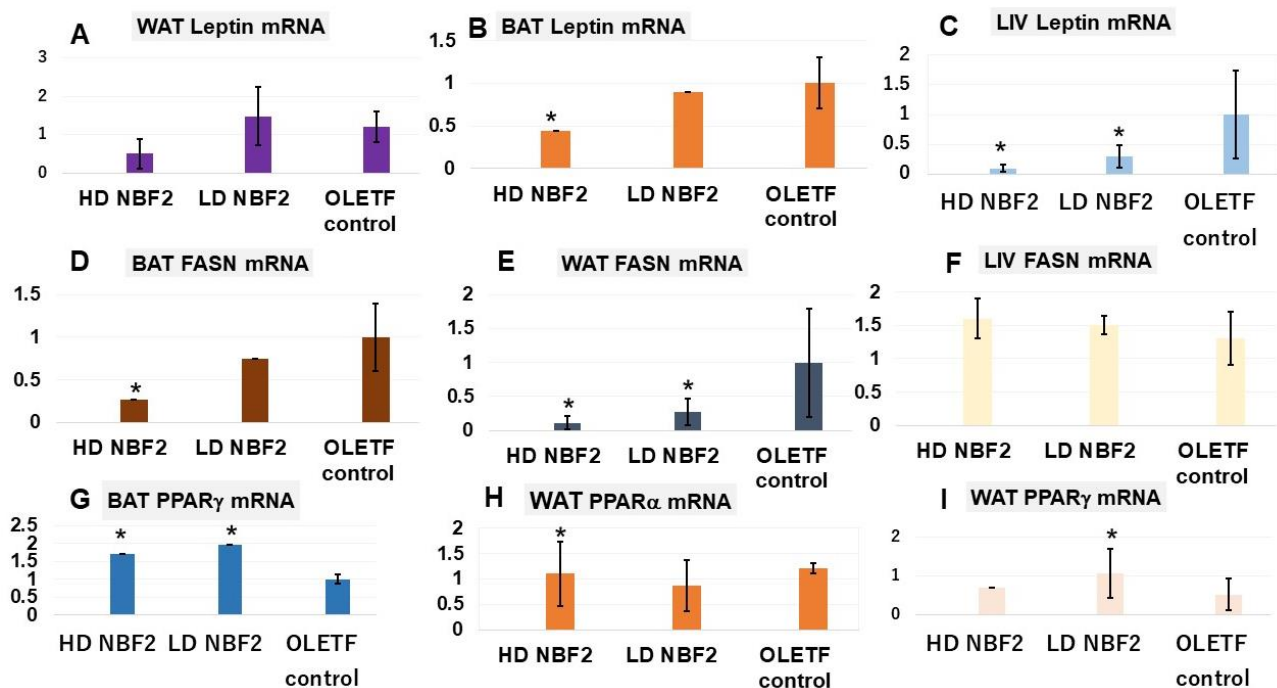 A WAT Leptin mRNA
3
2
1
0
HD NBF2 LD NBF2 OLETF
control
B BAT Leptin mRNA
1.5
1
*
0.5
0
HD NBF2 LD NBF2 OLETF
control
C LIV Leptin mRNA
2
1.5
1
* *
0.5
0
HD NBF2 LD NBF2 OLETF
control
D BAT FASN mRNA
1.5
1
0.5
*
0
HD NBF2 LD NBF2 OLETF
control
E WAT FASN mRNA
2
1.5
1
0.5
* *
0
HD NBF2 LD NBF2 OLETF
control
F LIV FASN mRNA
2
1.5
1
0.5
0
HD NBF2 LD NBF2 OLETF
control
G BAT PPARγ mRNA
2.5
* *
2
1.5
1
0.5
0
HD NBF2 LD NBF2 OLETF
control
H WAT PPARα mRNA
2
*
1.5
1
0.5
0
HD NBF2 LD NBF2 OLETF
control
I WAT PPARγ mRNA
2
*
1
0
HD NBF2 LD NBF2 OLETF
control